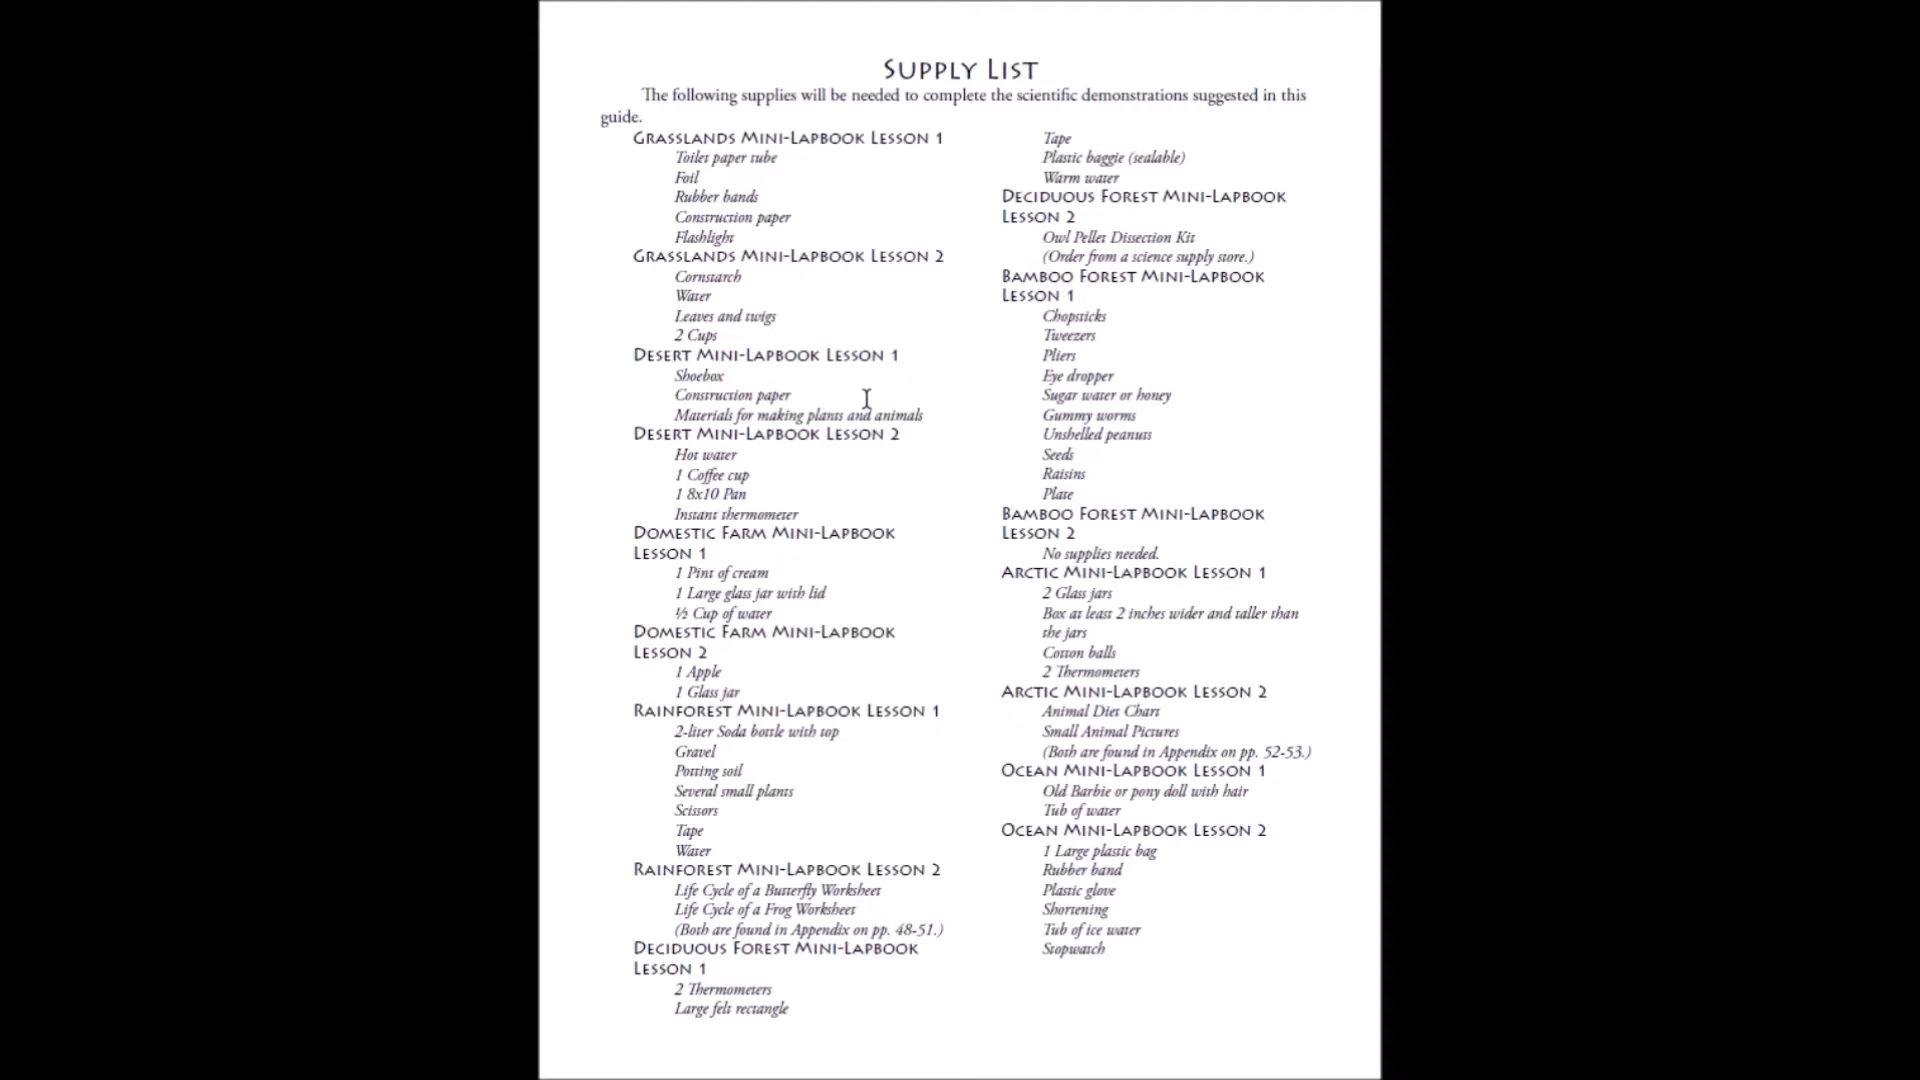 Supply List
The following supplies will be needed to complete the scientific demonstrations suggested in this
guide.
Grasslands Mini-Lapbook Lesson 1
Toilet paper tube
Foil
Rubber bands
Construction paper
Flashlight
Grasslands Mini-Lapbook Lesson 2
Cornstarch
Water
Leaves and twigs
2 Cups
Desert Mini-Lapbook Lesson 1
Shoebox
Construction paper
Materials for making plants and animals
Desert Mini-Lapbook Lesson 2
Hot water
1 Coffee cup
1 8x10 Pan
Instant thermometer
Domestic Farm Mini-Lapbook
Lesson 1
1 Pint of cream
1 Large glass jar with lid
½ Cup of water
Domestic Farm Mini-Lapbook
Lesson 2
1 Apple
1 Glass jar
Rainforest Mini-Lapbook Lesson 1
2-liter Soda bottle with top
Gravel
Potting soil
Several small plants
Scissors
Tape
Water
Rainforest Mini-Lapbook Lesson 2
Life Cycle of a Butterfly Worksheet
Life Cycle of a Frog Worksheet
(Both are found in Appendix on pp. 48-51.)
Deciduous Forest Mini-Lapbook
Lesson 1
2 Thermometers
Large felt rectangle
Tape
Plastic baggie (sealable)
Warm water
Deciduous Forest Mini-Lapbook
Lesson 2
Owl Pellet Dissection Kit
(Order from a science supply store.)
Bamboo Forest Mini-Lapbook
Lesson 1
Chopsticks
Tweezers
Pliers
Eye dropper
Sugar water or honey
Gummy worms
Unshelled peanuts
Seeds
Raisins
Plate
Bamboo Forest Mini-Lapbook
Lesson 2
No supplies needed.
Arctic Mini-Lapbook Lesson 1
2 Glass jars
Box at least 2 inches wider and taller than
the jars
Cotton balls
2 Thermometers
Arctic Mini-Lapbook Lesson 2
Animal Diet Chart
Small Animal Pictures
(Both are found in Appendix on pp. 52-53.)
Ocean Mini-Lapbook Lesson 1
Old Barbie or pony doll with hair
Tub of water
Ocean Mini-Lapbook Lesson 2
1 Large plastic bag
Rubber band
Plastic glove
Shortening
Tub of ice water
Stopwatch